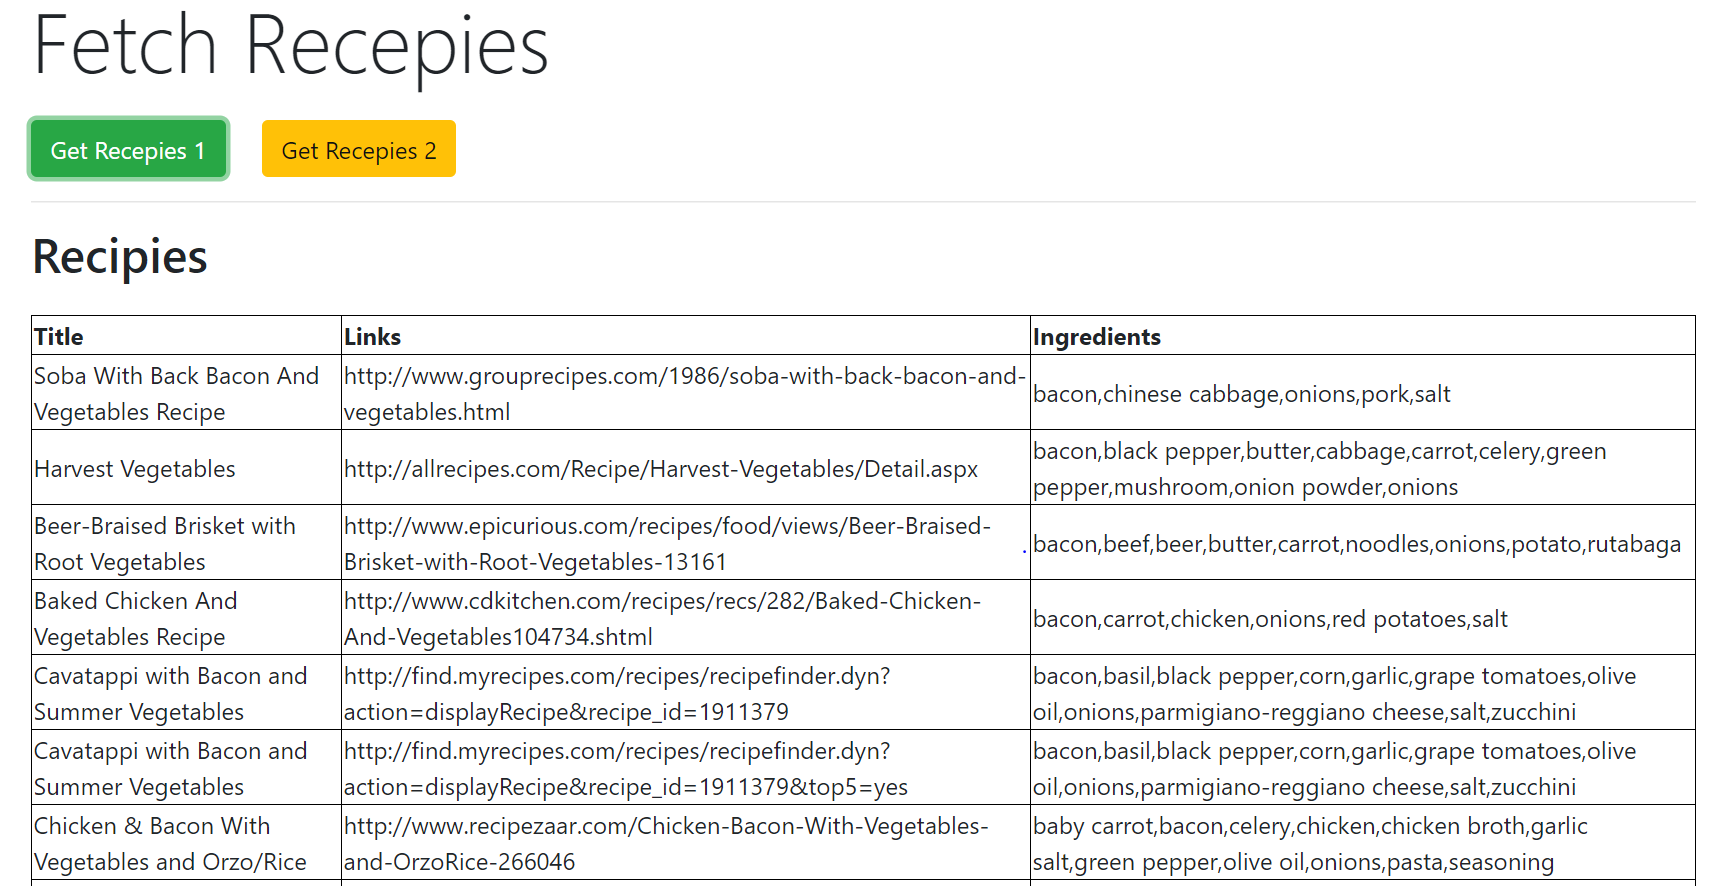 Fetch Recepies
Get Recepies 1 Get Recepies 2
Recipies
Title Links Ingredients
Soba With Back Bacon And
Vegetables Recipe
http://www.grouprecipes.com/1986/soba-with-back-bacon-and-
vegetables.html
bacon,chinese cabbage,onions,pork,salt
Harvest Vegetables
http://allrecipes.com/Recipe/Harvest-Vegetables/Detail.aspx
bacon,black pepper,butter,cabbage,carrot,celery,green
pepper,mushroom,onion powder,onions
Beer-Braised Brisket with
Root Vegetables
http://www.epicurious.com/recipes/food/views/Beer-Braised-
Brisket-with-Root-Vegetables-13161
bacon,beef,beer,butter,carrot,noodles,onions,potato,rutabaga
Baked Chicken And
Vegetables Recipe
http://www.cdkitchen.com/recipes/recs/282/Baked-Chicken-
And-Vegetables104734.shtml
bacon,carrot,chicken,onions,red potatoes,salt
Cavatappi with Bacon and
Summer Vegetables
http://find.myrecipes.com/recipes/recipefinder.dyn?
action=displayRecipe&recipe_id=1911379
bacon,basil,black pepper,corn,garlic,grape tomatoes,olive
oil,onions,parmigiano-reggiano cheese,salt,zucchini
Cavatappi with Bacon and
Summer Vegetables
http://find.myrecipes.com/recipes/recipefinder.dyn?
action=displayRecipe&recipe_id=1911379&top5=yes
bacon,basil,black pepper,corn,garlic,grape tomatoes,olive
oil,onions,parmigiano-reggiano cheese,salt,zucchini
Chicken & Bacon With
Vegetables and Orzo/Rice
http://www.recipezaar.com/Chicken-Bacon-With-Vegetables-
and-OrzoRice-266046
baby carrot,bacon,celery,chicken,chicken broth,garlic
salt,green pepper,olive oil,onions,pasta,seasoning